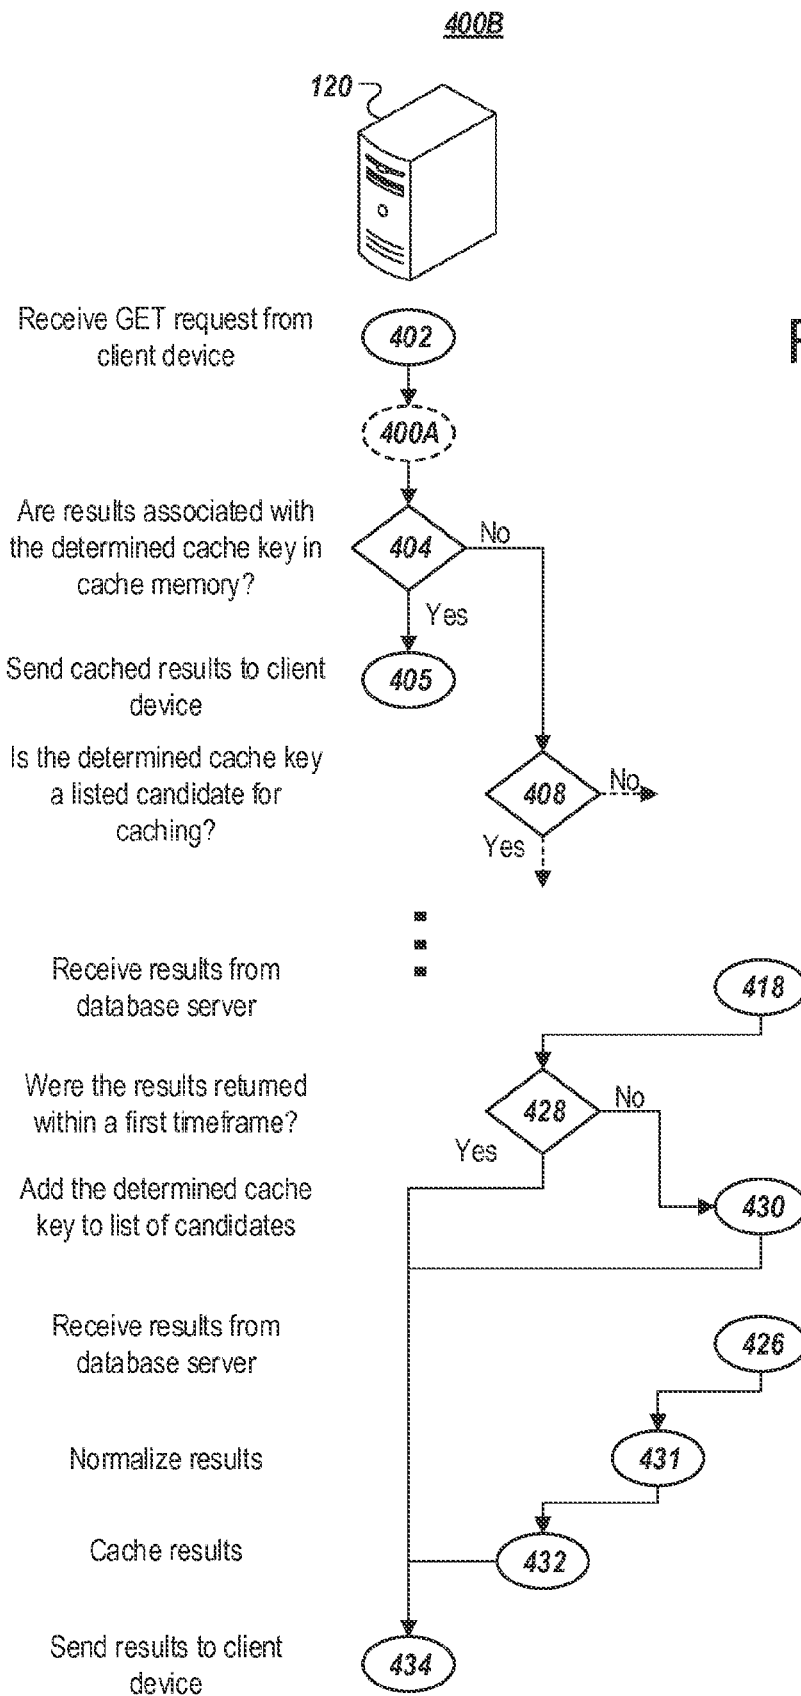 400B
120
Receive GET request from
client device
402
400A
Are results associated with
the determined cache key in
cache memory?
404
No
Yes
Send cached results to client
device
405
Is the determined cache key
a listed candidate for
caching?
408
No
Yes
Receive results from
database server
418
Were the results returned
within a first timeframe?
428
No
Yes
Add the determined cache
key to list of candidates
430
Receive results from
database server
426
Normalize results
431
Cache results
432
Send results to client
device
434